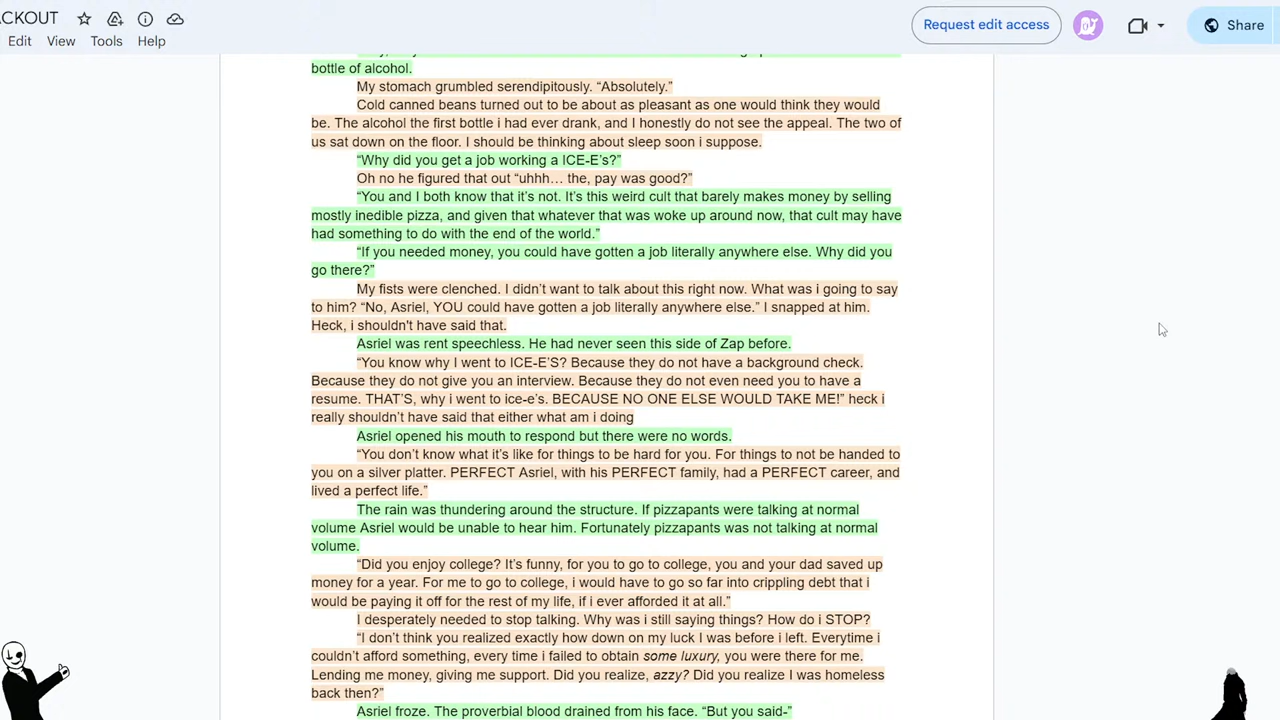 CKOUT
Request edit access
Share
Edit View Tools Help
bottle of alcohol.
My stomach grumbled serendipitously. “Absolutely.”
Cold canned beans turned out to be about as pleasant as one would think they would
be. The alcohol the first bottle i had ever drank, and I honestly do not see the appeal. The two of
us sat down on the floor. I should be thinking about sleep soon i suppose.
“Why did you get a job working a ICE-E’s?”
Oh no he figured that out “uhhh… the, pay was good?”
“You and I both know that it’s not. It’s this weird cult that barely makes money by selling
mostly inedible pizza, and given that whatever that was woke up around now, that cult may have
had something to do with the end of the world.”
“If you needed money, you could have gotten a job literally anywhere else. Why did you
go there?”
My fists were clenched. I didn’t want to talk about this right now. What was i going to say
to him? “No, Asriel, YOU could have gotten a job literally anywhere else.” I snapped at him.
Heck, i shouldn't have said that.
Asriel was rent speechless. He had never seen this side of Zap before.
“You know why I went to ICE-E’S? Because they do not have a background check.
Because they do not give you an interview. Because they do not even need you to have a
resume. THAT’S, why i went to ice-e’s. BECAUSE NO ONE ELSE WOULD TAKE ME!” heck i
really shouldn’t have said that either what am i doing
Asriel opened his mouth to respond but there were no words.
“You don’t know what it’s like for things to be hard for you. For things to not be handed to
you on a silver platter. PERFECT Asriel, with his PERFECT family, had a PERFECT career, and
lived a perfect life.”
The rain was thundering around the structure. If pizzapants were talking at normal
volume Asriel would be unable to hear him. Fortunately pizzapants was not talking at normal
volume.
“Did you enjoy college? It’s funny, for you to go to college, you and your dad saved up
money for a year. For me to go to college, i would have to go so far into crippling debt that i
would be paying it off for the rest of my life, if i ever afforded it at all.”
I desperately needed to stop talking. Why was i still saying things? How do i STOP?
“I don’t think you realized exactly how down on my luck I was before i left. Everytime i
couldn’t afford something, every time i failed to obtain some luxury, you were there for me.
Lending me money, giving me support. Did you realize, azzy? Did you realize I was homeless
back then?”
Asriel froze. The proverbial blood drained from his face. “But you said-”